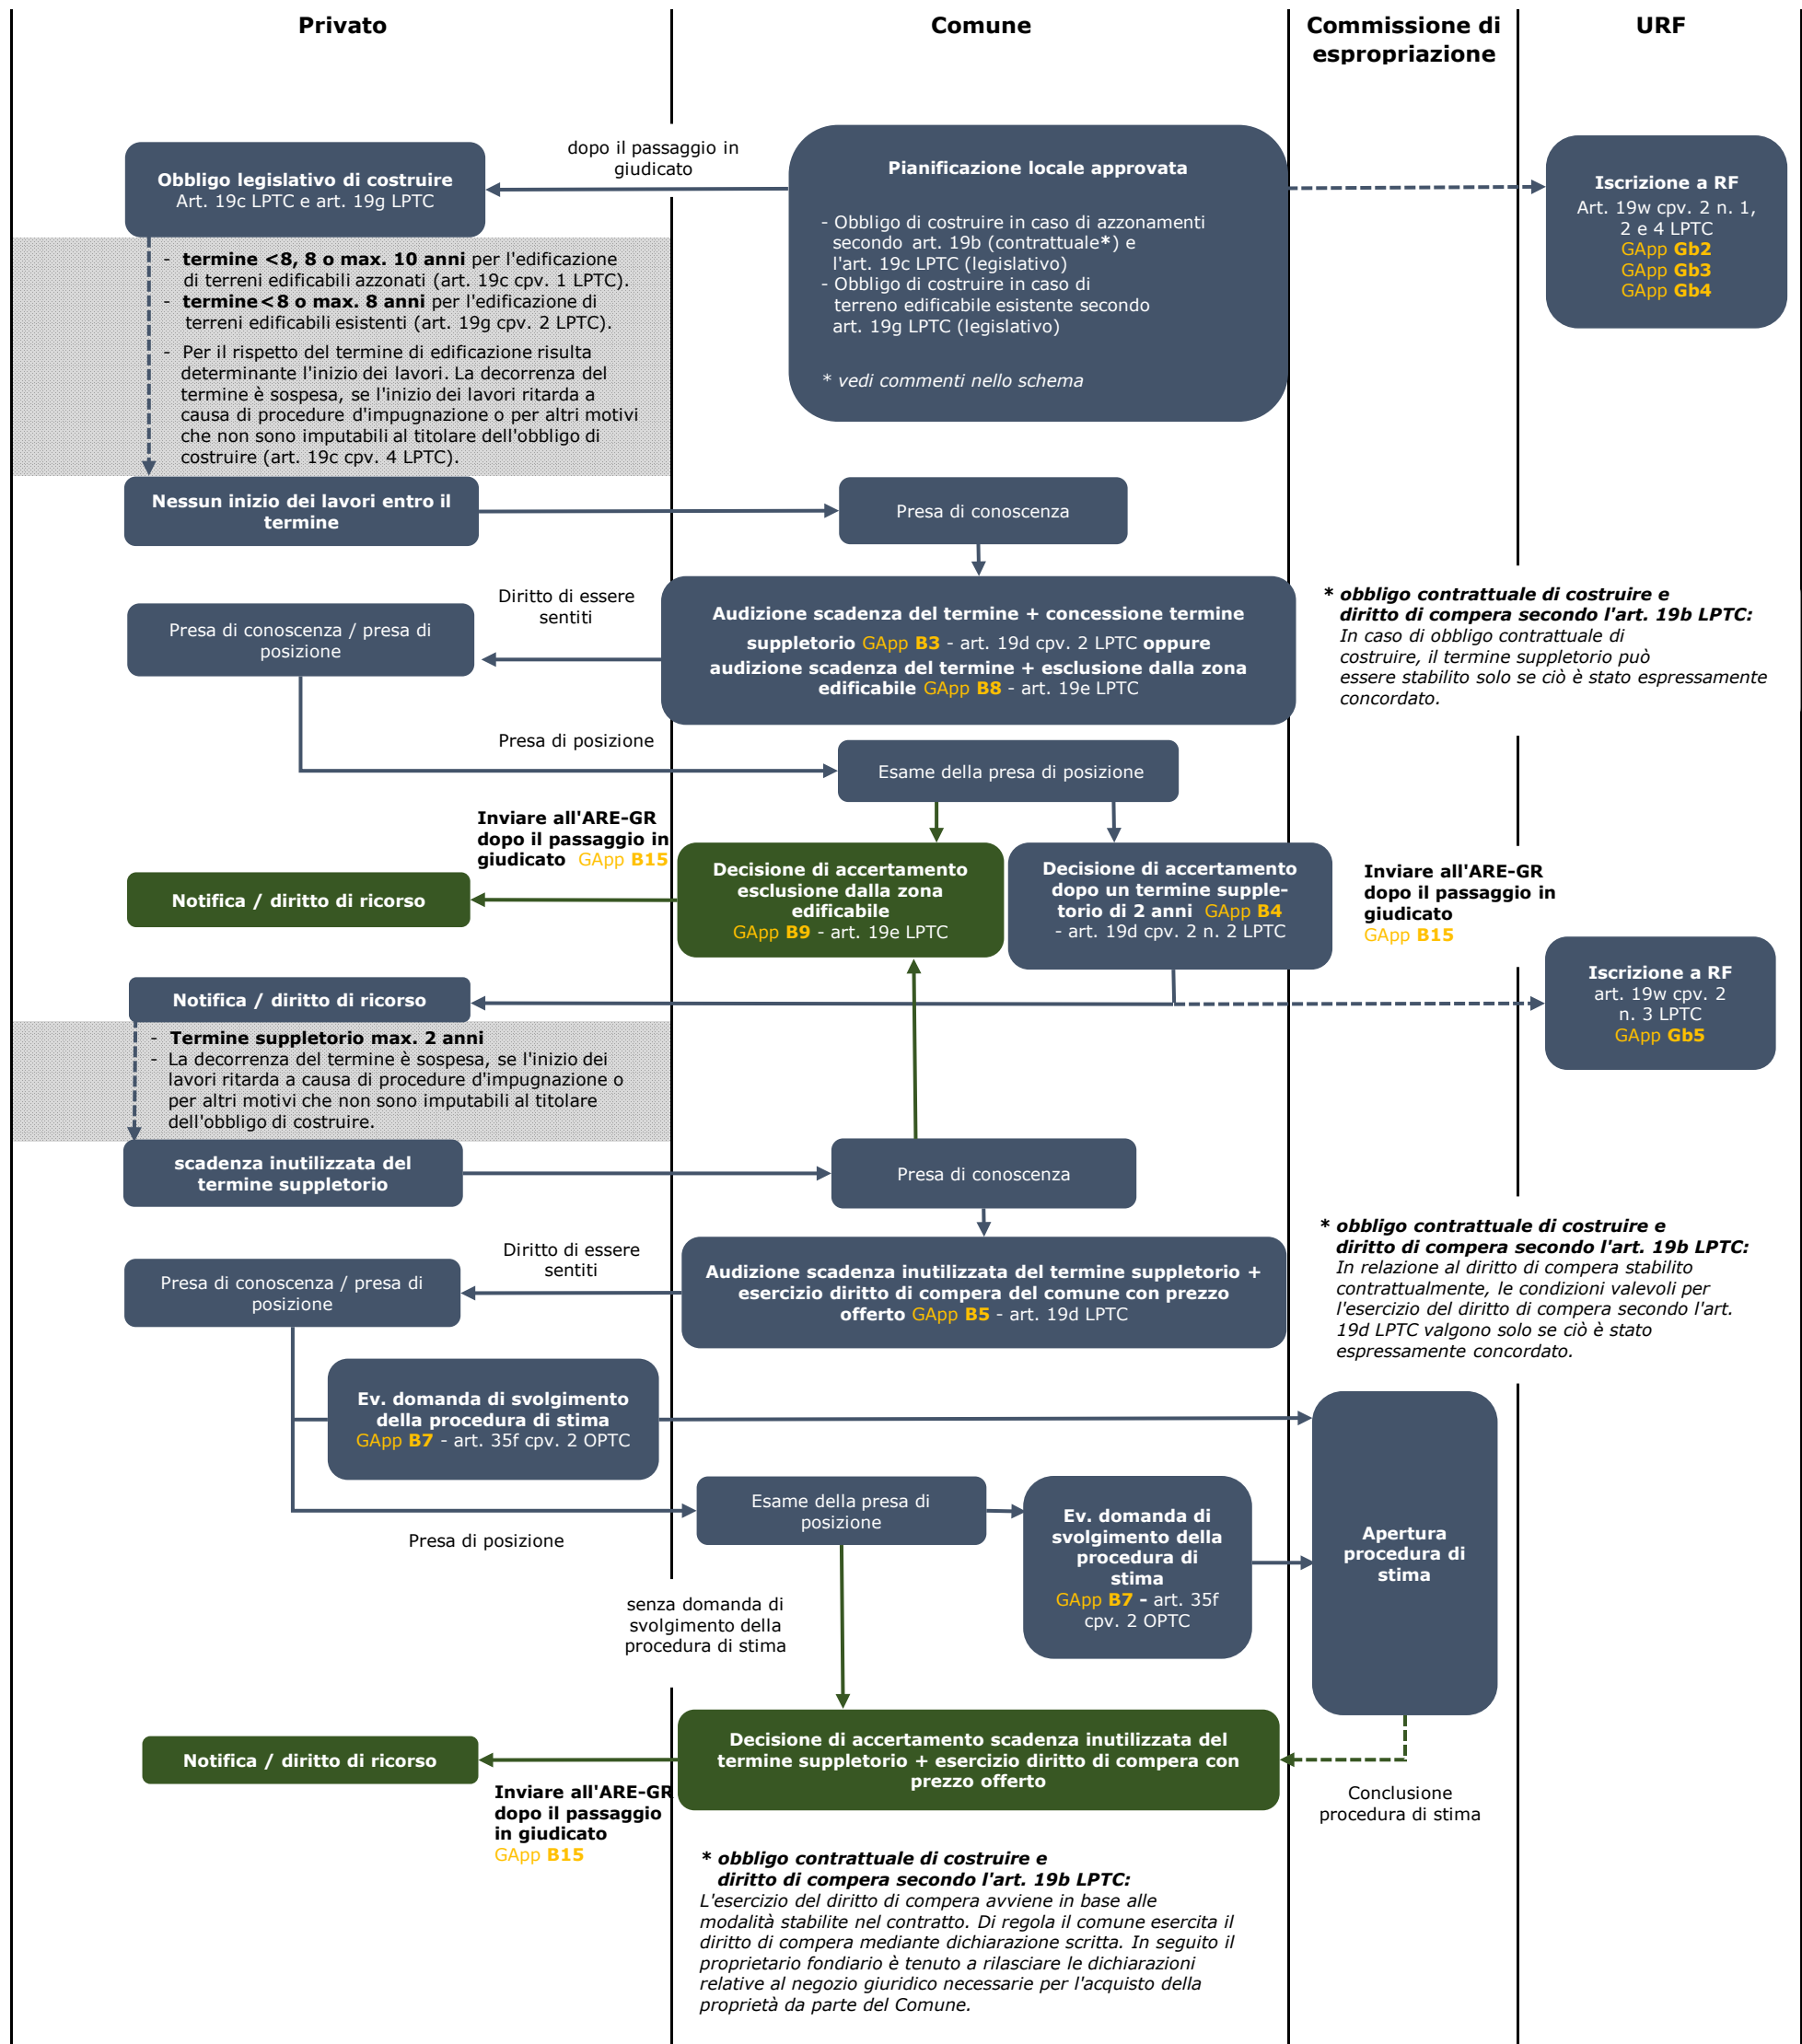 Privato
Comune
Commissione di
espropriazione
URF
dopo il passaggio in
giudicato
Obbligo legislativo di costruire
Art. 19c LPTC e art. 19g LPTC
Pianificazione locale approvata
- Obbligo di costruire in caso di azzonamenti
secondo art. 19b (contrattuale*) e
l'art. 19c LPTC (legislativo)
- Obbligo di costruire in caso di
terreno edificabile esistente secondo
art. 19g LPTC (legislativo)
* vedi commenti nello schema
Iscrizione a RF
Art. 19w cpv. 2 n. 1,
2 e 4 LPTC
GApp Gb2
GApp Gb3
GApp Gb4
- termine <8, 8 o max. 10 anni per l'edificazione
di terreni edificabili azzonati (art. 19c cpv. 1 LPTC).
- termine<8 o max. 8 anni per l'edificazione di
terreni edificabili esistenti (art. 19g cpv. 2 LPTC).
- Per il rispetto del termine di edificazione risulta
determinante l'inizio dei lavori. La decorrenza del
termine è sospesa, se l'inizio dei lavori ritarda a
causa di procedure d'impugnazione o per altri motivi
che non sono imputabili al titolare dell'obbligo di
costruire (art. 19c cpv. 4 LPTC).
Nessun inizio dei lavori entro il
termine
Presa di conoscenza
Diritto di essere
sentiti
Presa di conoscenza / presa di
posizione
Audizione scadenza del termine + concessione termine
suppletorio GApp B3 - art. 19d cpv. 2 LPTC oppure
audizione scadenza del termine + esclusione dalla zona
edificabile GApp B8 - art. 19e LPTC
* obbligo contrattuale di costruire e
diritto di compera secondo l'art. 19b LPTC:
In caso di obbligo contrattuale di
costruire, il termine suppletorio può
essere stabilito solo se ciò è stato espressamente
concordato.
Presa di posizione
Esame della presa di posizione
Inviare all'ARE-GR
dopo il passaggio in
giudicato GApp B15
Notifica / diritto di ricorso
Decisione di accertamento
esclusione dalla zona
edificabile
GApp B9 - art. 19e LPTC
Decisione di accertamento
dopo un termine supple-
torio di 2 anni GApp B4
- art. 19d cpv. 2 n. 2 LPTC
Inviare all'ARE-GR
dopo il passaggio in
giudicato
GApp B15
Notifica / diritto di ricorso
Iscrizione a RF
art. 19w cpv. 2
n. 3 LPTC
GApp Gb5
- Termine suppletorio max. 2 anni
- La decorrenza del termine è sospesa, se l'inizio dei
lavori ritarda a causa di procedure d'impugnazione o
per altri motivi che non sono imputabili al titolare
dell'obbligo di costruire.
scadenza inutilizzata del
termine suppletorio
Presa di conoscenza
Diritto di essere
sentiti
Presa di conoscenza / presa di
posizione
Audizione scadenza inutilizzata del termine suppletorio +
esercizio diritto di compera del comune con prezzo
offerto GApp B5 - art. 19d LPTC
* obbligo contrattuale di costruire e
diritto di compera secondo l'art. 19b LPTC:
In relazione al diritto di compera stabilito
contrattualmente, le condizioni valevoli per
l'esercizio del diritto di compera secondo l'art.
19d LPTC valgono solo se ciò è stato
espressamente concordato.
Ev. domanda di svolgimento
della procedura di stima
GApp B7 - art. 35f cpv. 2 OPTC
Presa di posizione
Esame della presa di
posizione
Ev. domanda di
svolgimento della
procedura di
stima
GApp B7 - art. 35f
cpv. 2 OPTC
Apertura
procedura di
stima
senza domanda di
svolgimento della
procedura di stima
Notifica / diritto di ricorso
Decisione di accertamento scadenza inutilizzata del
termine suppletorio + esercizio diritto di compera con
prezzo offerto
Inviare all'ARE-GR
dopo il passaggio
in giudicato
GApp B15
Conclusione
procedura di stima
* obbligo contrattuale di costruire e
diritto di compera secondo l'art. 19b LPTC:
L'esercizio del diritto di compera avviene in base alle
modalità stabilite nel contratto. Di regola il comune esercita il
diritto di compera mediante dichiarazione scritta. In seguito il
proprietario fondiario è tenuto a rilasciare le dichiarazioni
relative al negozio giuridico necessarie per l'acquisto della
proprietà da parte del Comune.